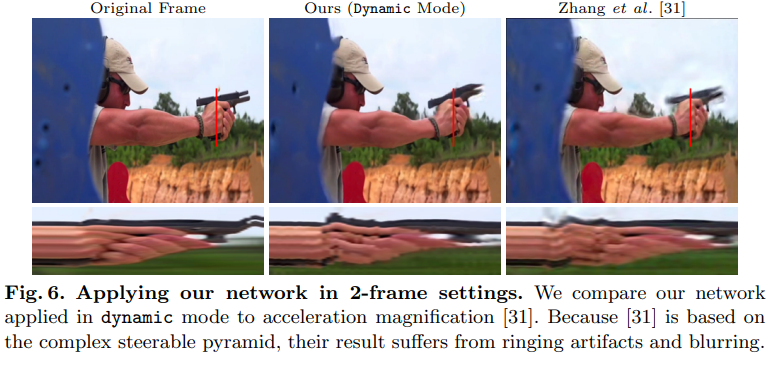 Original Frame
Ours (Dynamic Mode)
Zhang et al. [31]
Fig. 6. Applying our network in 2-frame settings. We compare our network
applied in dynamic mode to acceleration magnification [31]. Because [31] is based on
the complex steerable pyramid, their result suffers from ringing artifacts and blurring.